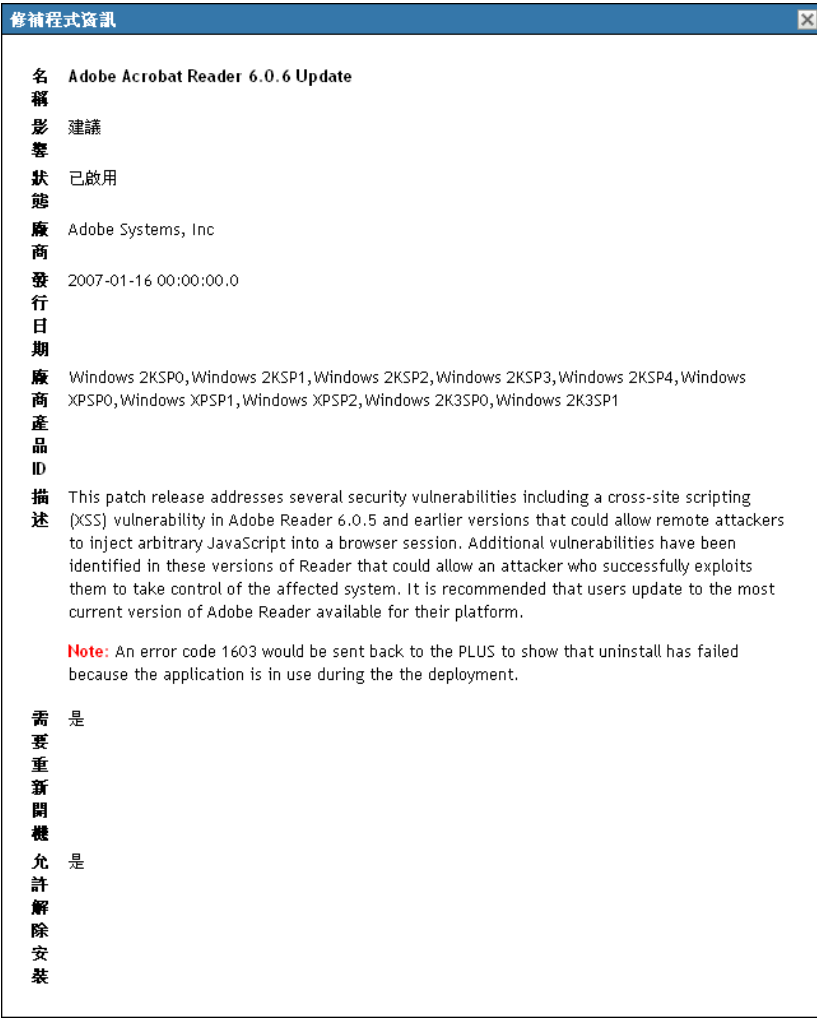 修補程式資訊
名稱 Adobe Acrobat Reader 6.0.6 Update
影響 建議
狀態 已啟用
廠商 Adobe Systems, Inc
發行日期 2007-01-16 00:00:00.0
廠商產品ID Windows 2KSP0,Windows 2KSP1,Windows 2KSP2,Windows 2KSP3,Windows 2KSP4,Windows
XPSP0,Windows XPSP1,Windows XPSP2,Windows 2K3SP0,Windows 2K3SP1
描述 This patch release addresses several security vulnerabilities including a cross-site scripting
(XSS) vulnerability in Adobe Reader 6.0.5 and earlier versions that could allow remote attackers
to inject arbitrary JavaScript into a browser session. Additional vulnerabilities have been
identified in these versions of Reader that could allow an attacker who successfully exploits
them to take control of the affected system. It is recommended that users update to the most
current version of Adobe Reader available for their platform.
Note: An error code 1603 would be sent back to the PLUS to show that uninstall has failed
because the application is in use during the the deployment.
需要重新開機 是
允許解除安裝 是